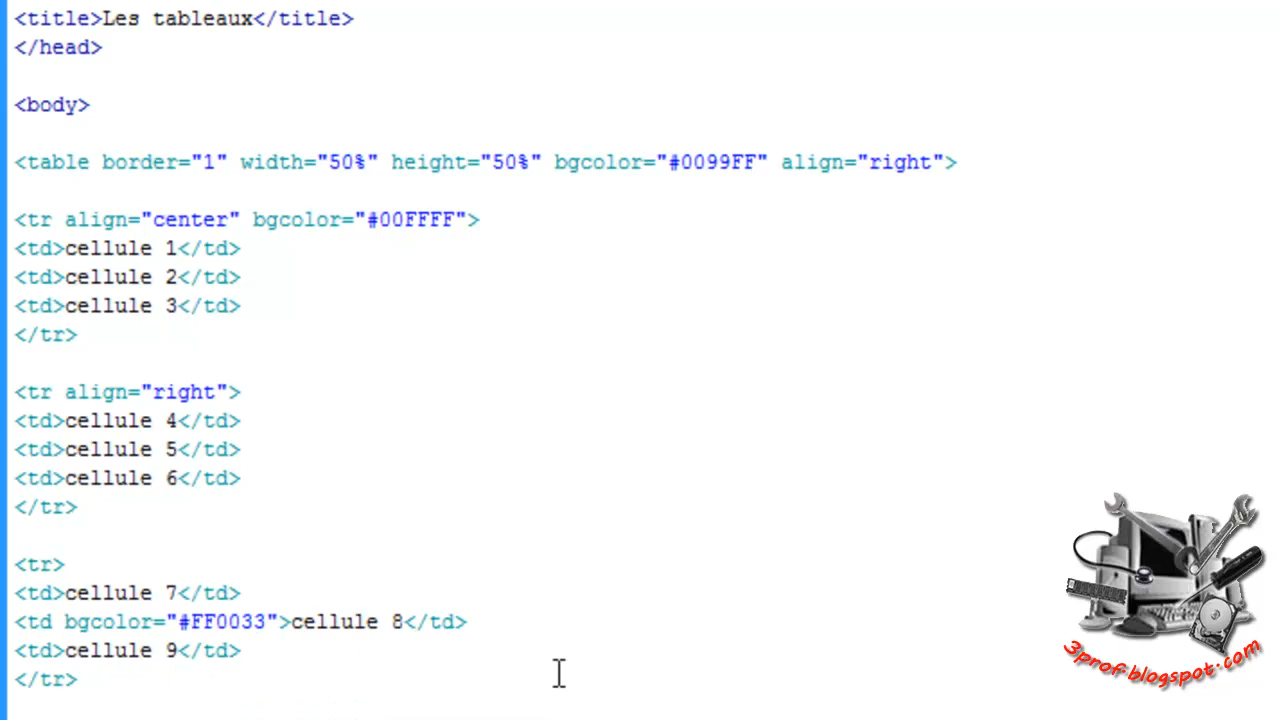 <title>Les tableaux</title>
</head>
<body>
<table border="1" width="50%" height="50%" bgcolor="#0099FF" align="right">
<tr align="center" bgcolor="#00FFFF">
<td>cellule 1</td>
<td>cellule 2</td>
<td>cellule 3</td>
</tr>
<tr align="right">
<td>cellule 4</td>
<td>cellule 5</td>
<td>cellule 6</td>
</tr>
<tr>
<td>cellule 7</td>
<td bgcolor="#FF0033">cellule 8</td>
<td>cellule 9</td>
</tr>
3prof.blogspot.com